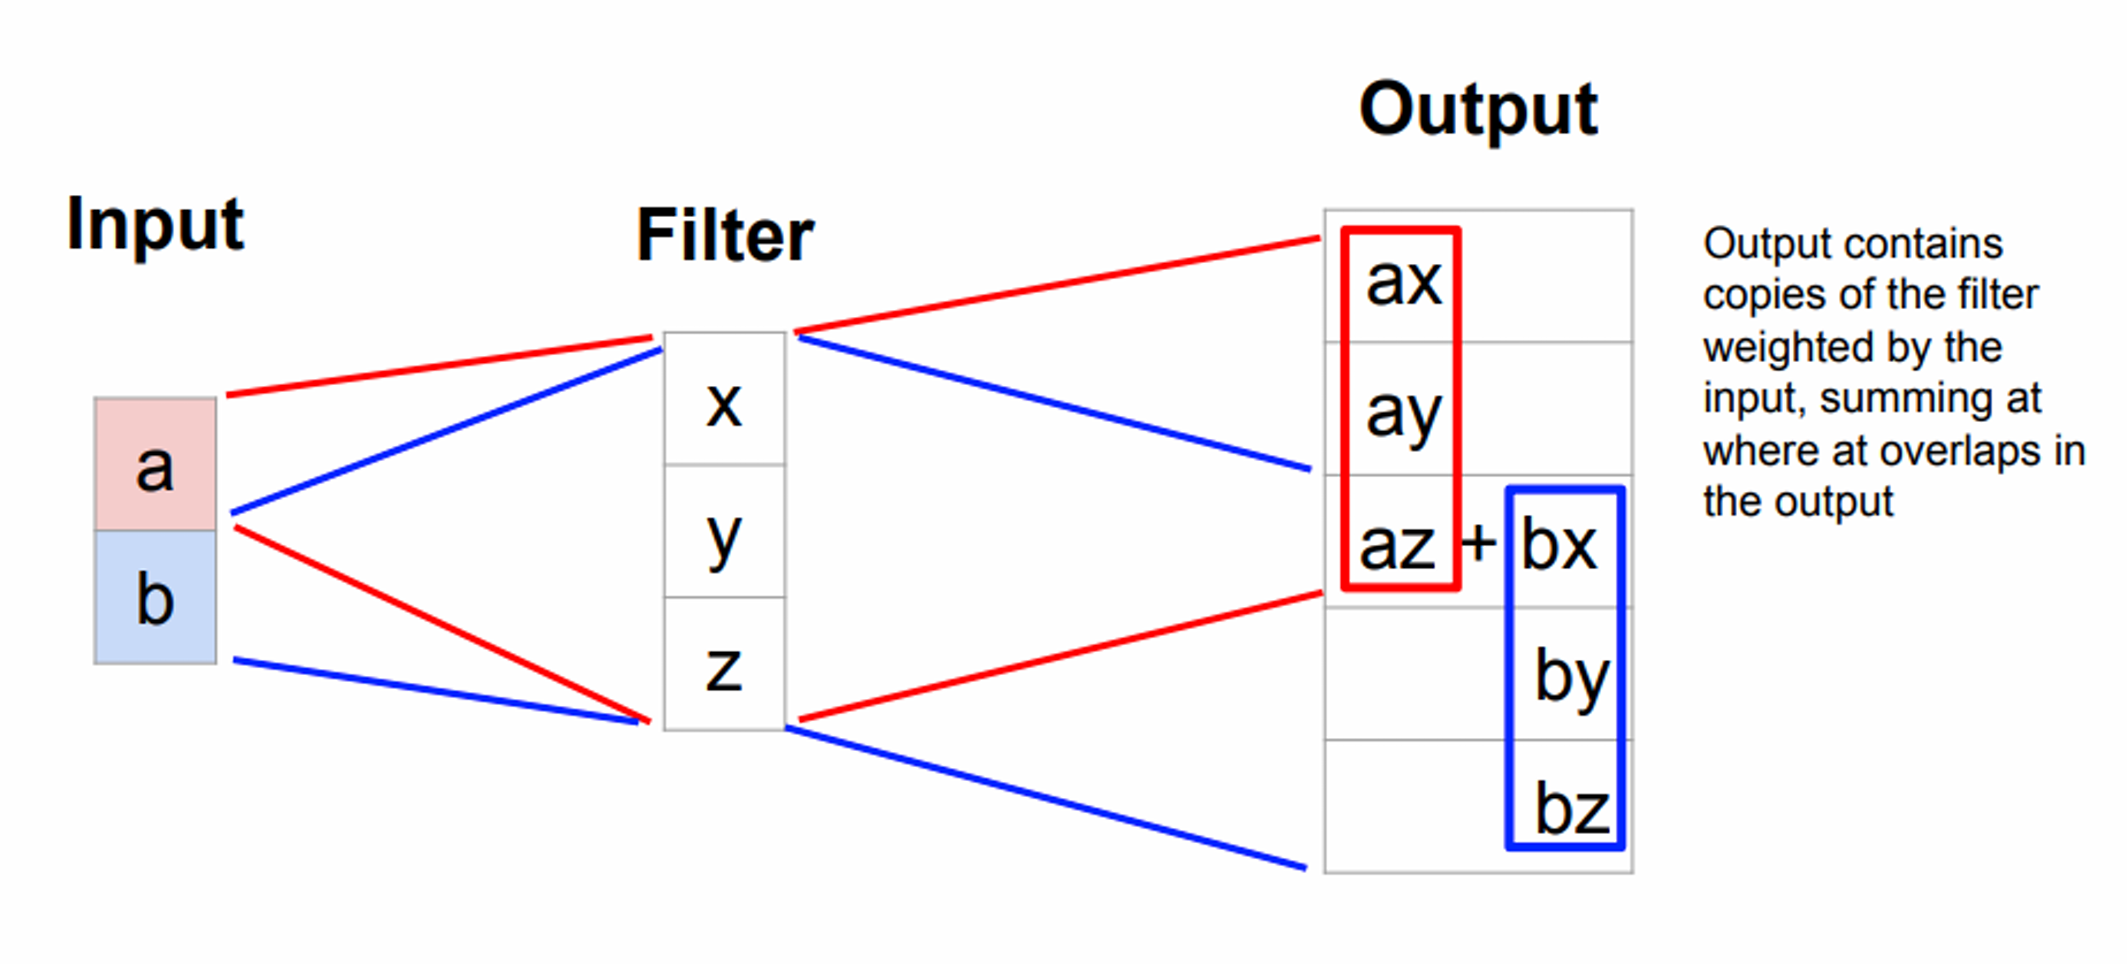 Output
Input
Filter
a
b
x
y
z
ax
ay
az + bx
by
bz
Output contains
copies of the filter
weighted by the
input, summing at
where at overlaps in
the output